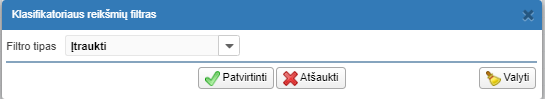 Klasifikatoriaus reikšmių filtras
Filtro tipas Įtraukti
Patvirtinti Atšaukti Valyti